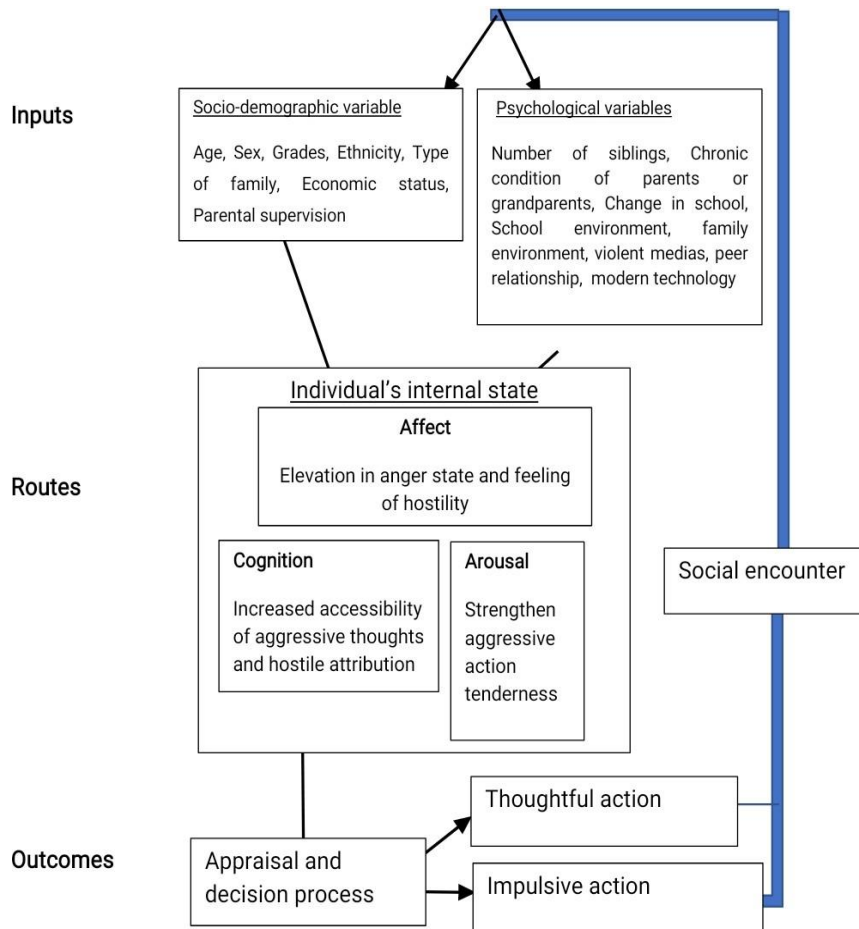 Inputs
Socio-demographic variable
Age, Sex, Grades, Ethnicity, Type
of family, Economic status,
Parental supervision
Psychological variables
Number of siblings, Chronic
condition of parents or
grandparents, Change in school,
School environment, family
environment, violent medias, peer
relationship, modern technology
Routes
Individual’s internal state
Affect
Elevation in anger state and feeling
of hostility
Cognition
Increased accessibility
of aggressive thoughts
and hostile attribution
Arousal
Strengthen
aggressive
action
tenderness
Social encounter
Outcomes
Appraisal and
decision process
Thoughtful action
Impulsive action